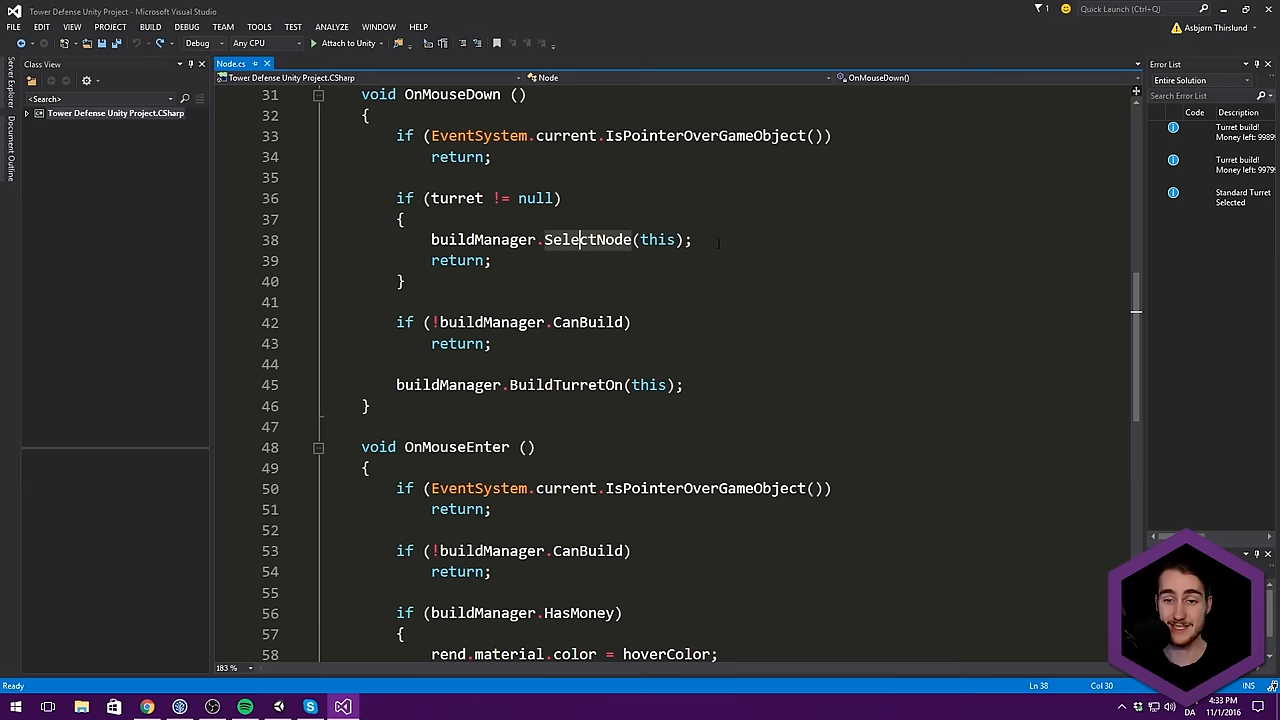 Tower Defense Unity Project - Microsoft Visual Studio
1
Quick Launch (Ctrl+Q)
FILE EDIT VIEW PROJECT BUILD DEBUG TEAM TOOLS TEST ANALYZE WINDOW HELP
Asbjørn Thirslund
Debug Any CPU Attach to Unity
Server Explorer
Document Outline
Class View
<Search>
Tower Defense Unity Project.CSharp
Node.cs
Tower Defense Unity Project.CSharp Node OnMouseDown()
31 void OnMouseDown ()
32 {
33 if (EventSystem.current.IsPointerOverGameObject())
34 return;
35
36 if (turret != null)
37 {
38 buildManager.SelectNode(this);
39 return;
40 }
41
42 if (!buildManager.CanBuild)
43 return;
44
45 buildManager.BuildTurretOn(this);
46 }
47
48 void OnMouseEnter ()
49 {
50 if (EventSystem.current.IsPointerOverGameObject())
51 return;
52
53 if (!buildManager.CanBuild)
54 return;
55
56 if (buildManager.HasMoney)
57 {
58 rend.material.color = hoverColor;
183 %
Error List
Entire Solution
Search Error List
Code Description
Turret build!
Money left: 9989
Turret build!
Money left: 9979
Standard Turret
Selected
Ready Ln 38 Col 30 INS
DA
4:33 PM
11/1/2016